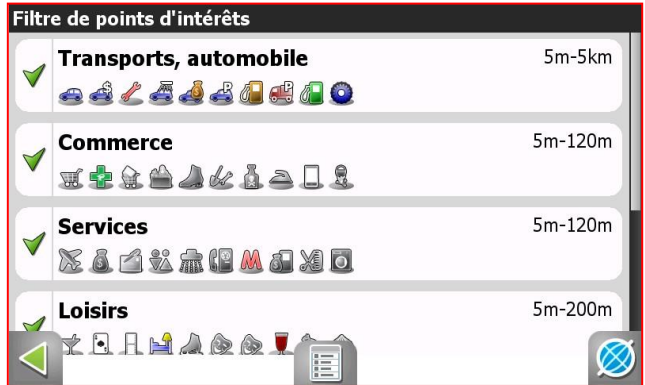 Filtre de points d'intérêts
Transports, automobile 5m-5km
Commerce 5m-120m
Services 5m-120m
Loisirs 5m-200m